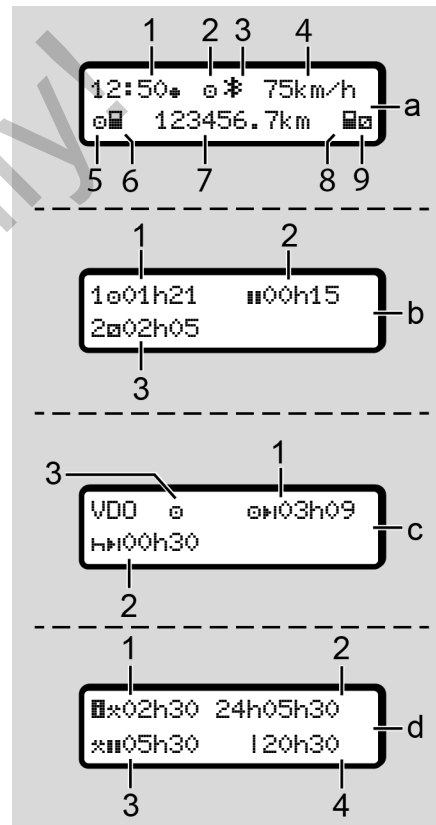 ny!
1 2 3 4
12:50● ⊙ 75km/h
a
⊙ 123456.7km
5 6 7 8 9
1 2
1⊙01h21 00h15
b
2 02h05
3
3 1
VDO ⊙ ⊙03h09
c
00h30
2
1 2
02h30 24h05h30
d
05h30 |20h30
3 4